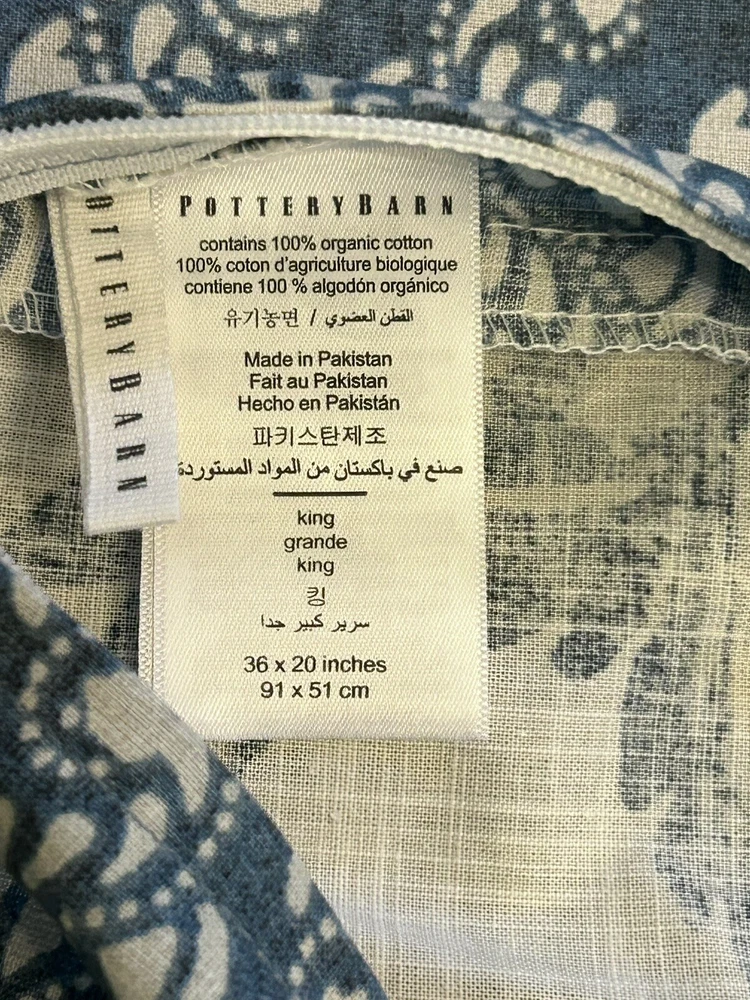 POTTERYBARN
contains 100% organic cotton
100% coton d'agriculture biologique
contiene 100 % algodón orgánico
유기농면 / القطن العضوي
Made in Pakistan
Fait au Pakistan
Hecho en Pakistán
파키스탄제조
صنع في باكستان من المواد المستوردة
king
grande
king
킹
سرير كبير جدا
36 x 20 inches
91 x 51 cm
OTTERYBARN